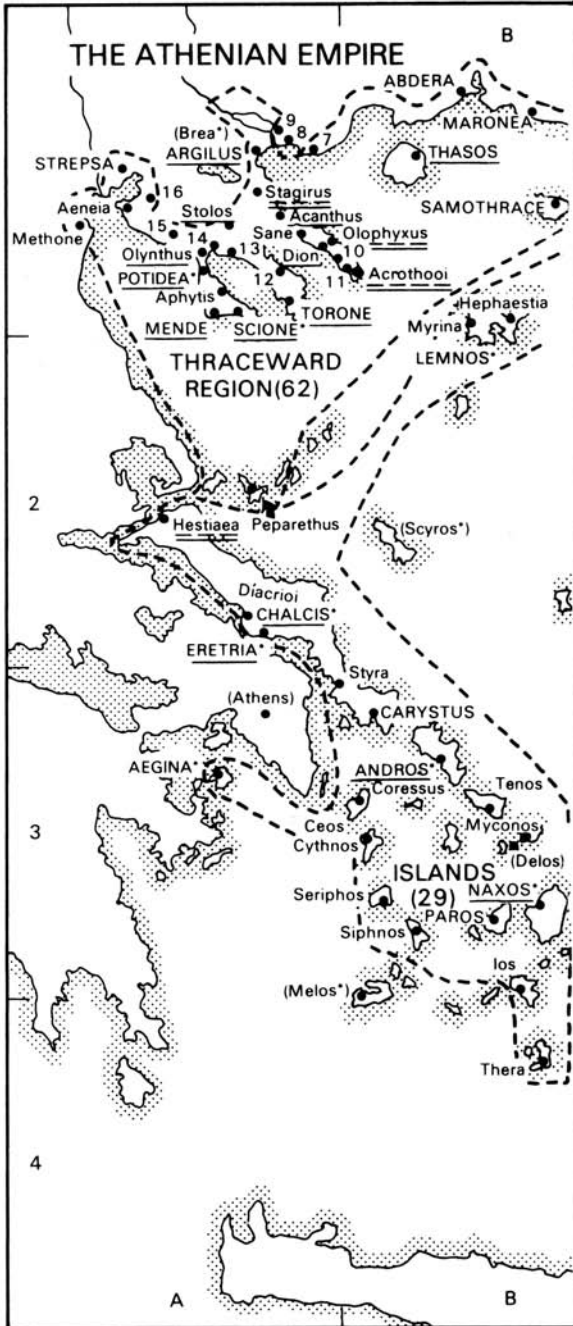 B
THE ATHENIAN EMPIRE
ABDERA
9
8
7
(Brea*)
ARGILUS
MARONEA
STREPSA
THASOS
16
Stagirus
Aeneia
Stolos
Acanthus
SAMOTHRACE
Methone
15
14
Sane
Olophyxus
Olynthus
13
Dion
10
POTIDEA*
12
11
Acrothooi
Aphytis
TORONE
Hephaestia
MENDE
SCIONE*
Myrina
THRACEWARD
REGION(62)
LEMNOS*
2
Hestiaea
Peparethus
(Scyros*)
Diacrioi
CHALCIS*
ERETRIA*
Styra
(Athens)
CARYSTUS
AEGINA*
ANDROS*
Coressus
Tenos
3
Ceos
Myconos
Cythnos
(Delos)
ISLANDS
(29)
NAXOS*
Seriphos
PAROS
Siphnos
Ios
(Melos*)
Thera
4
A
B